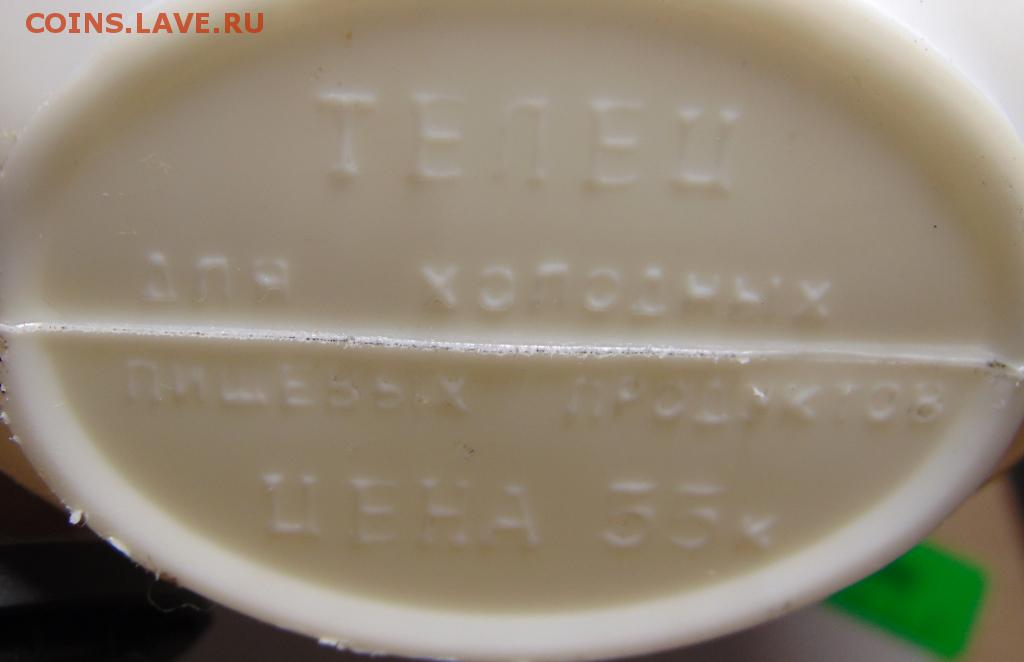 COINS.LAVE.RU
ТЕЛЕЦ
ДЛЯ ХОЛОДНЫХ
ПИЩЕВЫХ ПРОДУКТОВ
ЦЕНА 55к